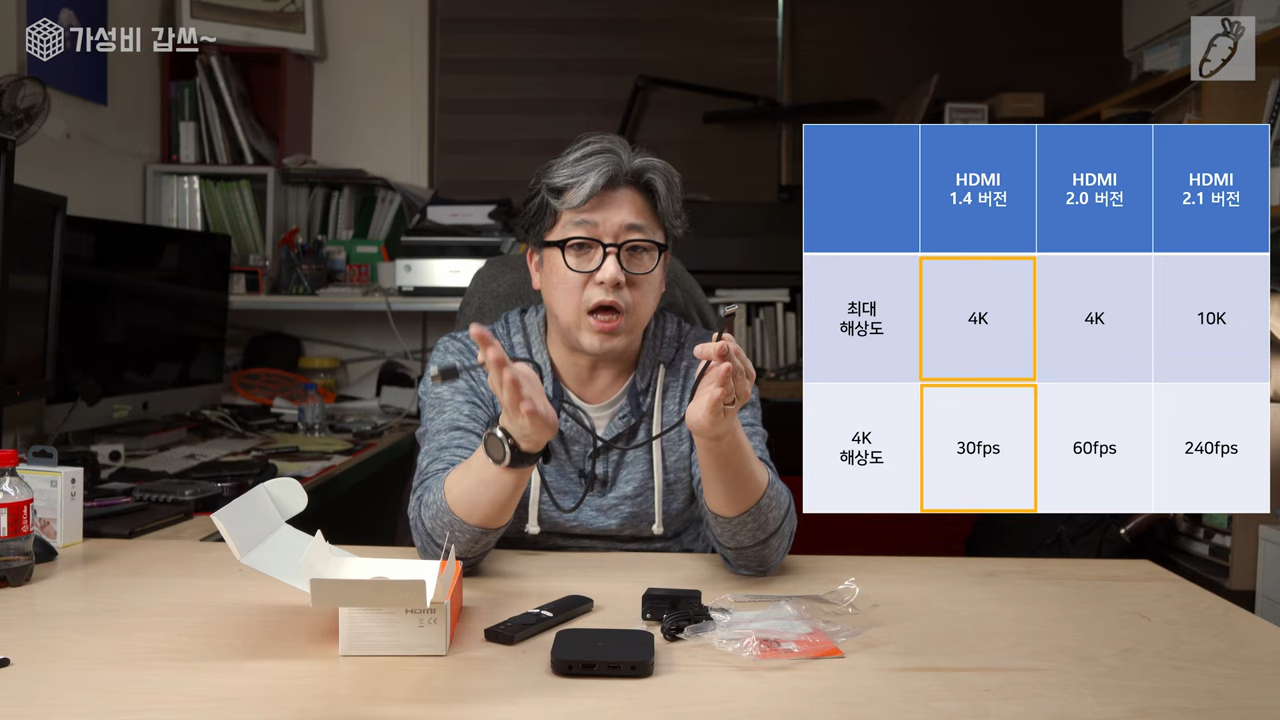 가성비 갑쓰~
HDMI
1.4 버전
HDMI
2.0 버전
HDMI
2.1 버전
최대
해상도
4K
4K
10K
4K
해상도
30fps
60fps
240fps
HDMI
CE